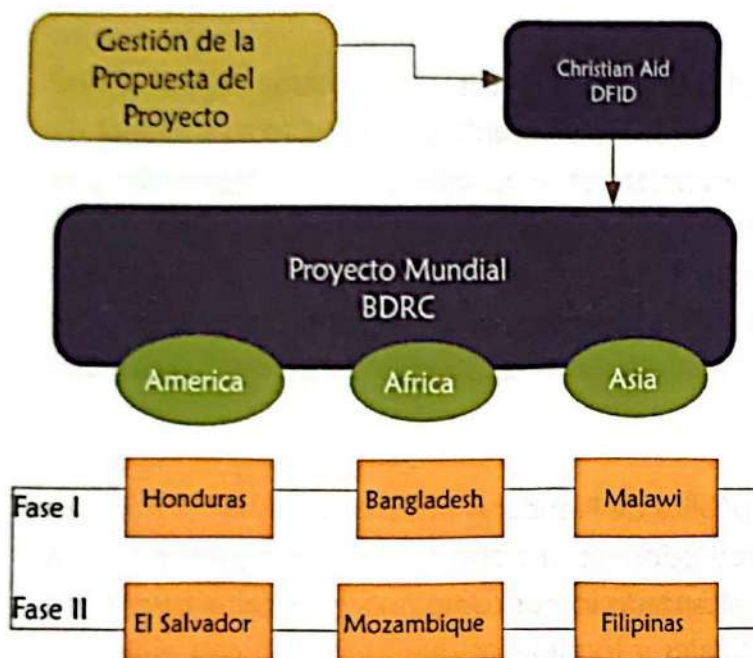 Gestión de la
Propuesta del
Proyecto
Christian Aid
DFID
Proyecto Mundial
BDRC
America
Africa
Asia
Fase I
Honduras
Bangladesh
Malawi
Fase II
El Salvador
Mozambique
Filipinas